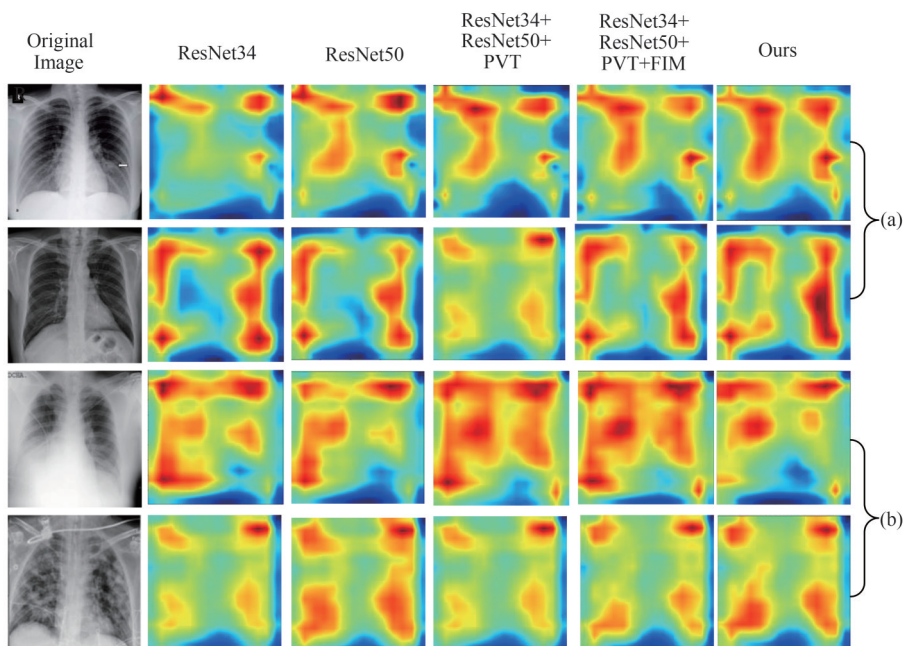 Original
Image
ResNet34
ResNet50
ResNet34+
ResNet50+
PVT
ResNet34+
ResNet50+
PVT+FIM
Ours
(a)
(b)